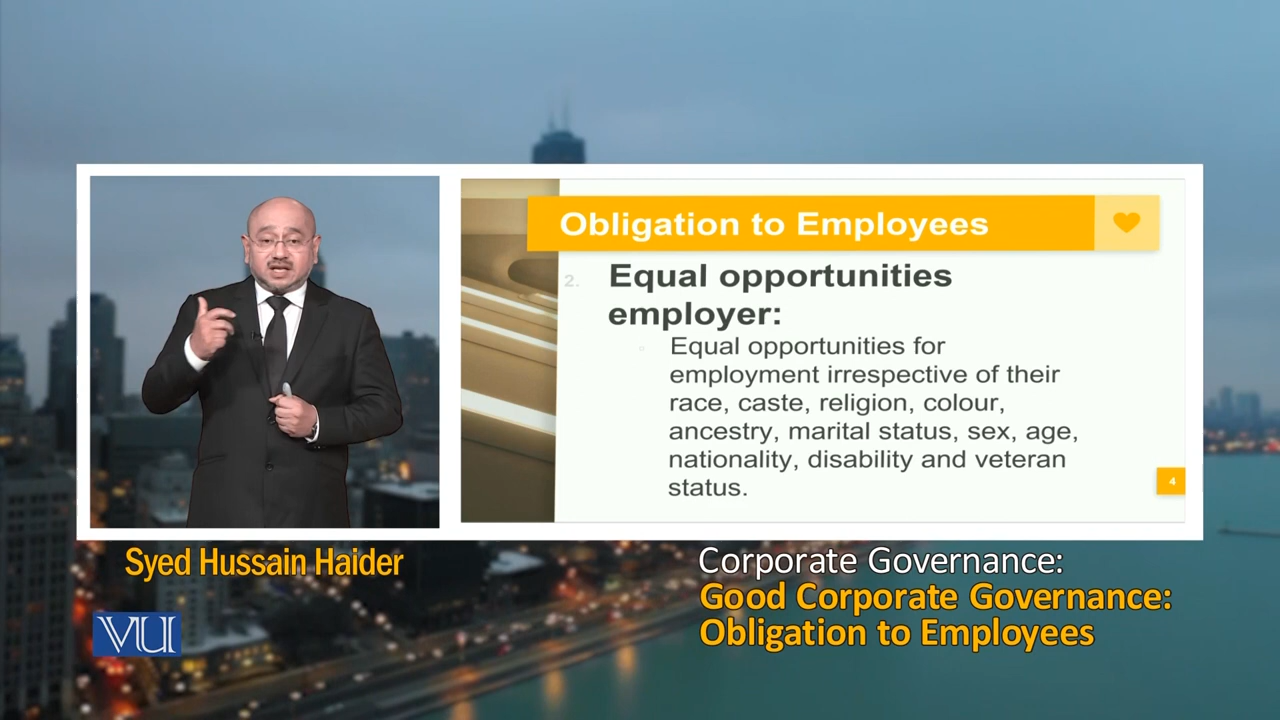 Obligation to Employees
2. Equal opportunities
employer:
Equal opportunities for
employment irrespective of their
race, caste, religion, colour,
ancestry, marital status, sex, age,
nationality, disability and veteran
status.
4
Syed Hussain Haider
VU
Corporate Governance:
Good Corporate Governance:
Obligation to Employees